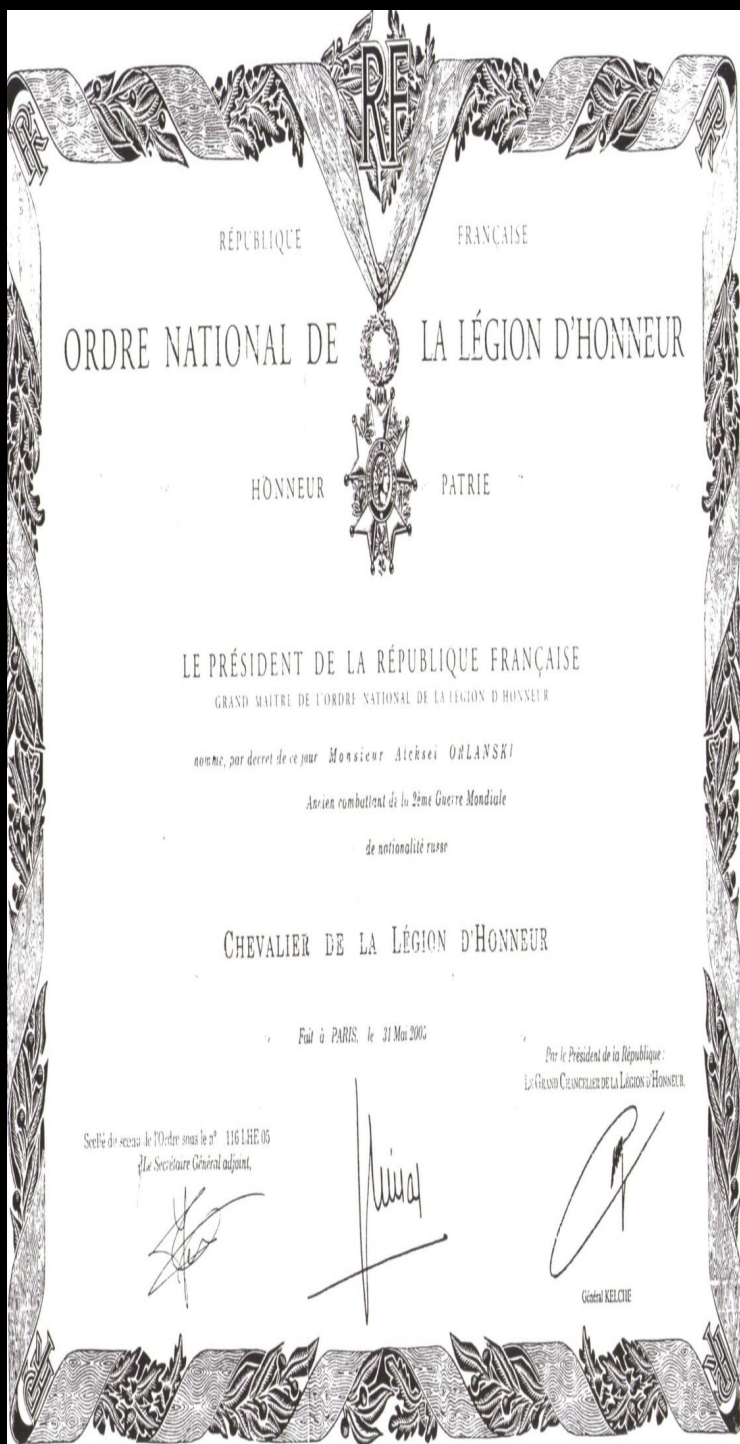 RF
RÉPUBLIQUE FRANÇAISE
ORDRE NATIONAL DE LA LÉGION D'HONNEUR
HONNEUR PATRIE
LE PRÉSIDENT DE LA RÉPUBLIQUE FRANÇAISE
GRAND MAITRE DE L'ORDRE NATIONAL DE LA LÉGION D'HONNEUR
nomme, par decret de ce jour Monsieur Aleksei ORLANSKI
Ancien combattant de la 2ème Guerre Mondiale
de nationalité russe
CHEVALIER DE LA LÉGION D'HONNEUR
Fait à PARIS, le 31 Mai
Par le Président de la République :
LE GRAND CHANCELIER DE LA LÉGION D'HONNEUR,
Scellé du sceau de l'Ordre sous le n° 116 LHE 05
Le Secrétaire Général adjoint,
Général KELCHE